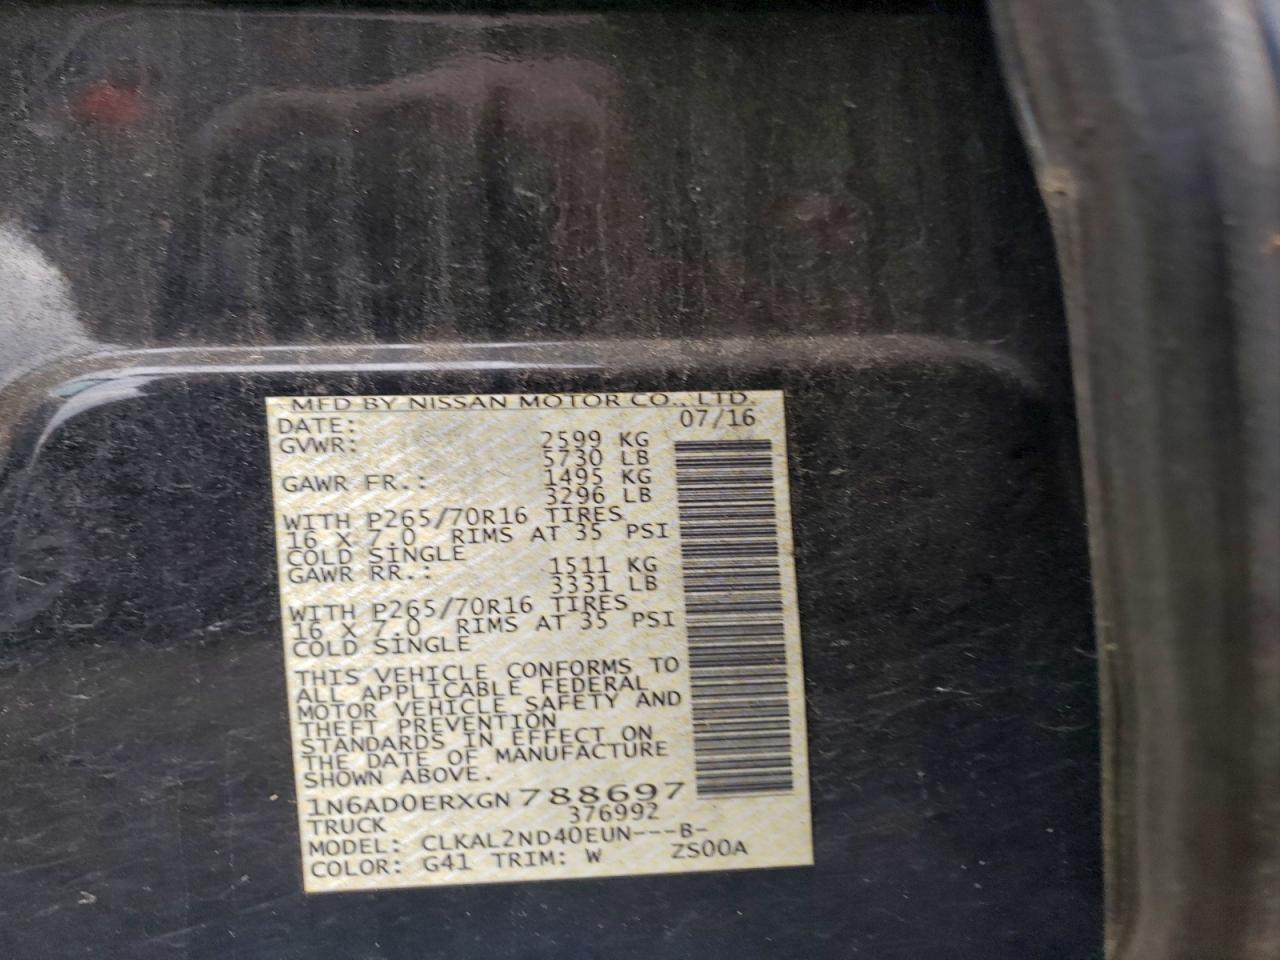 MFD BY NISSAN MOTOR CO., LTD.
DATE: 07/16
GVWR: 2599 KG
5730 LB
GAWR FR.: 1495 KG
3296 LB
WITH P265/70R16 TIRES
16 X 7.0 RIMS AT 35 PSI
COLD SINGLE
GAWR RR.: 1511 KG
3331 LB
WITH P265/70R16 TIRES
16 X 7.0 RIMS AT 35 PSI
COLD SINGLE
THIS VEHICLE CONFORMS TO
ALL APPLICABLE FEDERAL
MOTOR VEHICLE SAFETY AND
THEFT PREVENTION
STANDARDS IN EFFECT ON
THE DATE OF MANUFACTURE
SHOWN ABOVE.
1N6AD0ERXGN788697
TRUCK 376992
MODEL: CLKAL2ND40EUN---B-
COLOR: G41 TRIM: W ZS00A